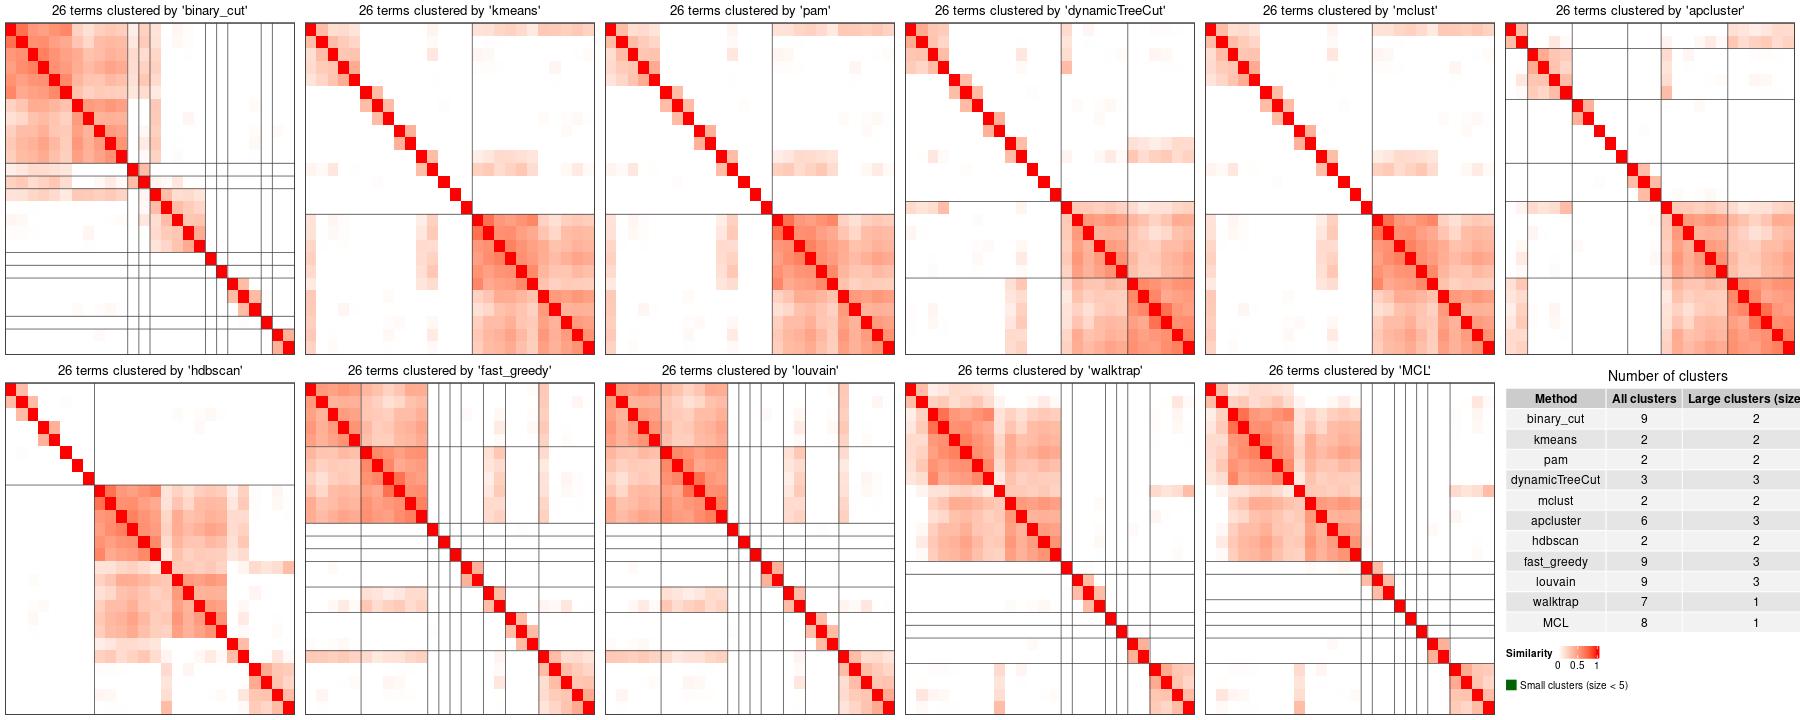 26 terms clustered by 'binary_cut'
26 terms clustered by 'kmeans'
26 terms clustered by 'pam'
26 terms clustered by 'dynamicTreeCut'
26 terms clustered by 'mclust'
26 terms clustered by 'apcluster'
26 terms clustered by 'hdbscan'
26 terms clustered by 'fast_greedy'
26 terms clustered by 'louvain'
26 terms clustered by 'walktrap'
26 terms clustered by 'MCL'
Number of clusters
Method All clusters Large clusters (size
binary_cut 9 2
kmeans 2 2
pam 2 2
dynamicTreeCut 3 3
mclust 2 2
apcluster 6 3
hdbscan 2 2
fast_greedy 9 3
louvain 9 3
walktrap 7 1
MCL 8 1
Similarity
0 0.5 1
Small clusters (size < 5)